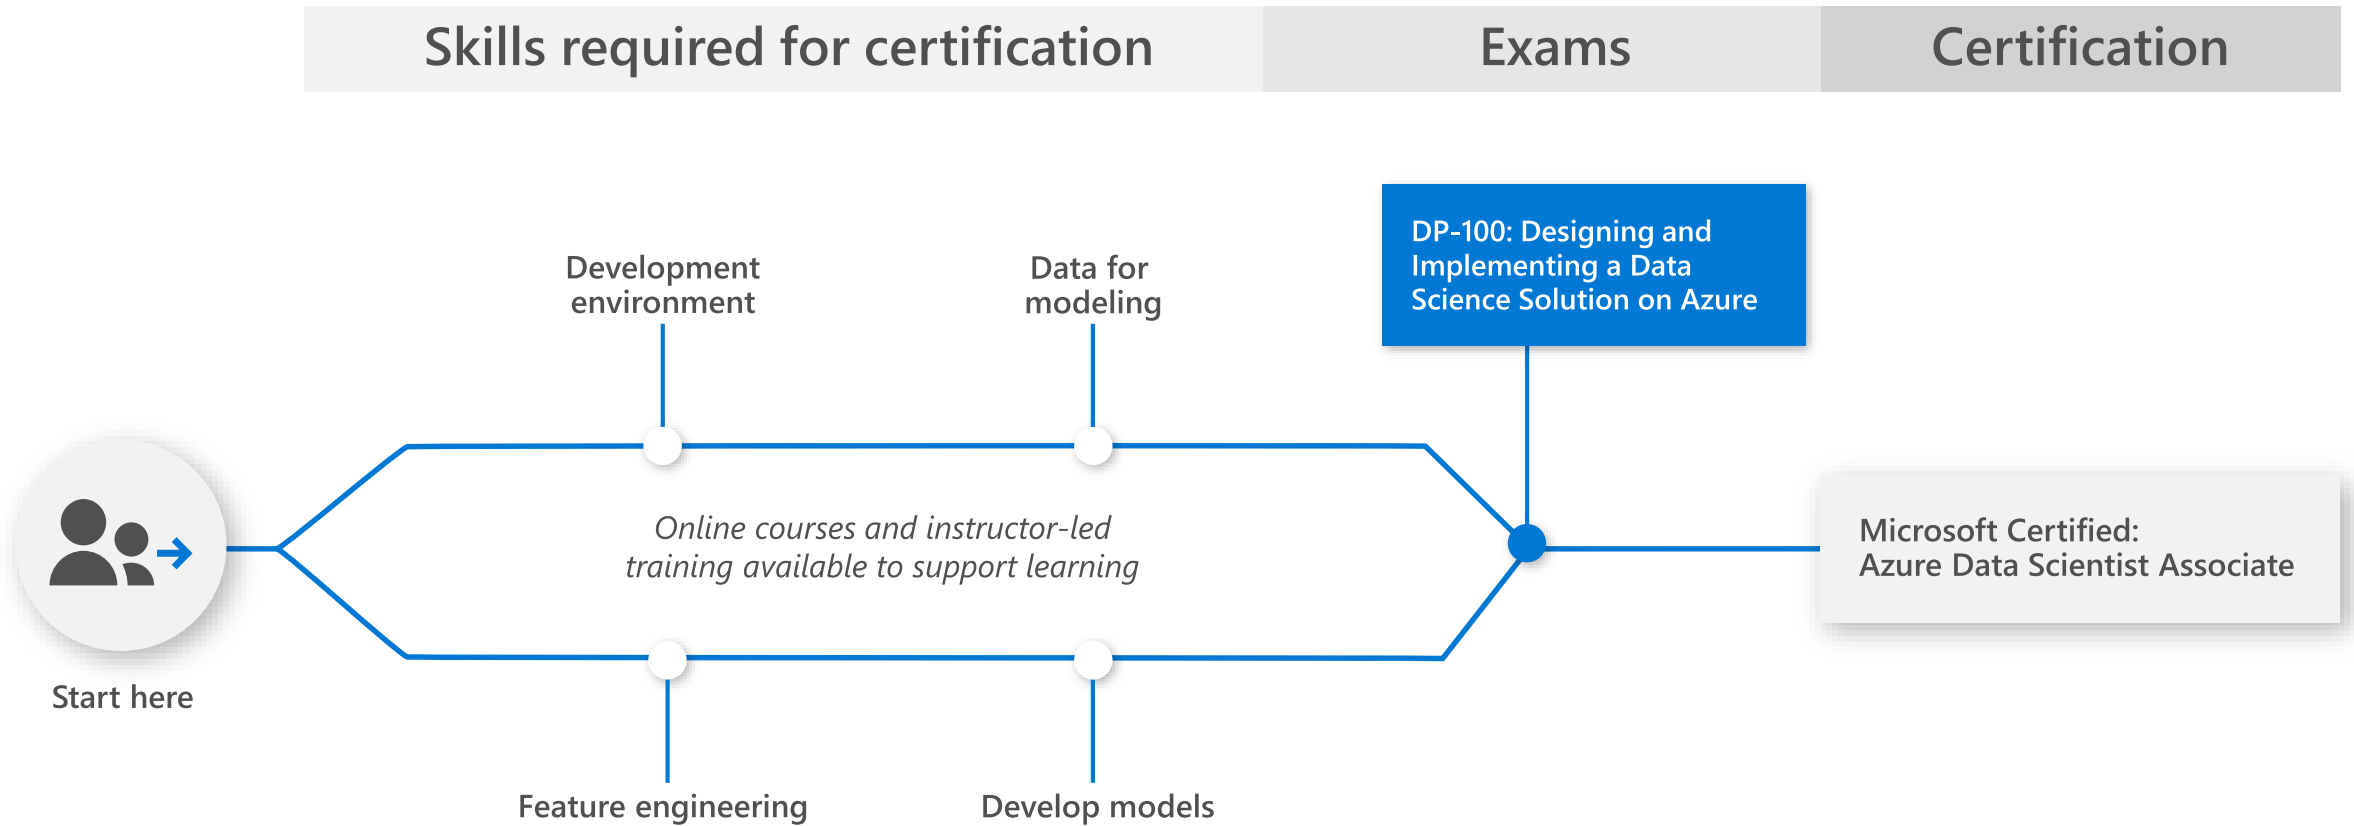 Skills required for certification
Exams
Certification
DP-100: Designing and
Implementing a Data
Science Solution on Azure
Development
environment
Data for
modeling
Online courses and instructor-led
training available to support learning
Microsoft Certified:
Azure Data Scientist Associate
Start here
Feature engineering
Develop models